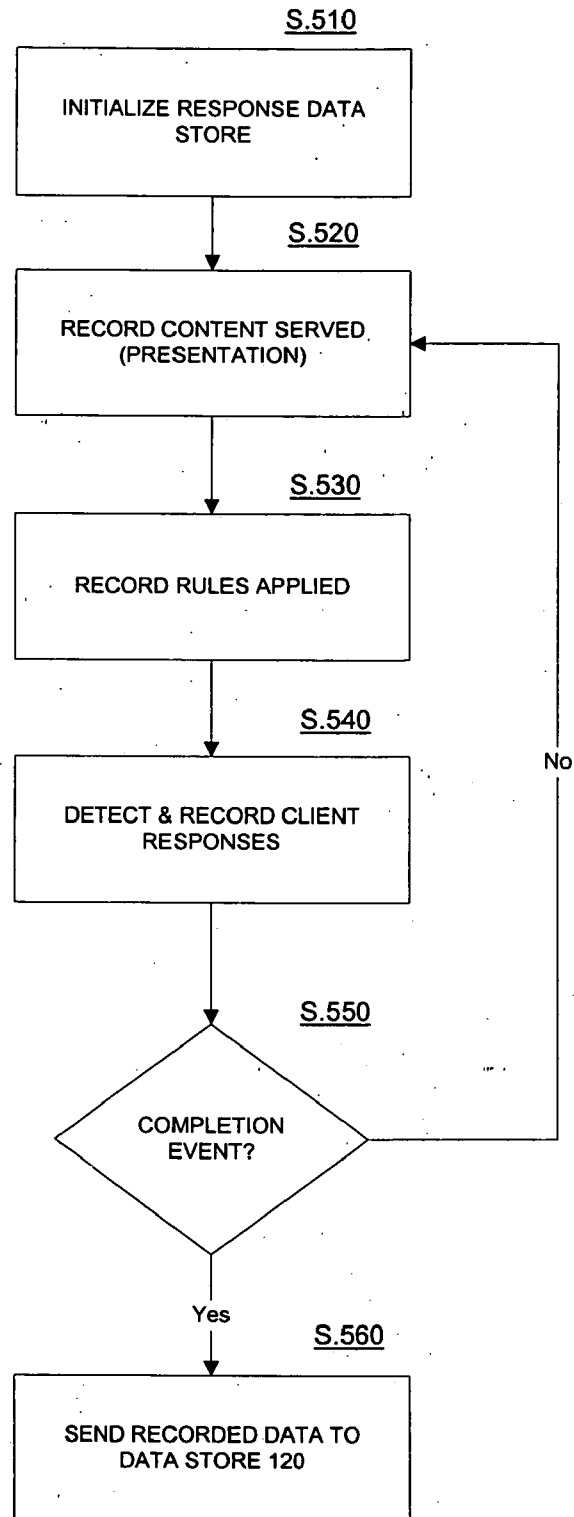 S.510
INITIALIZE RESPONSE DATA
STORE
S.520
RECORD CONTENT SERVED
(PRESENTATION)
S.530
RECORD RULES APPLIED
S.540
DETECT & RECORD CLIENT
RESPONSES
No
S.550
COMPLETION
EVENT?
Yes
S.560
SEND RECORDED DATA TO
DATA STORE 120